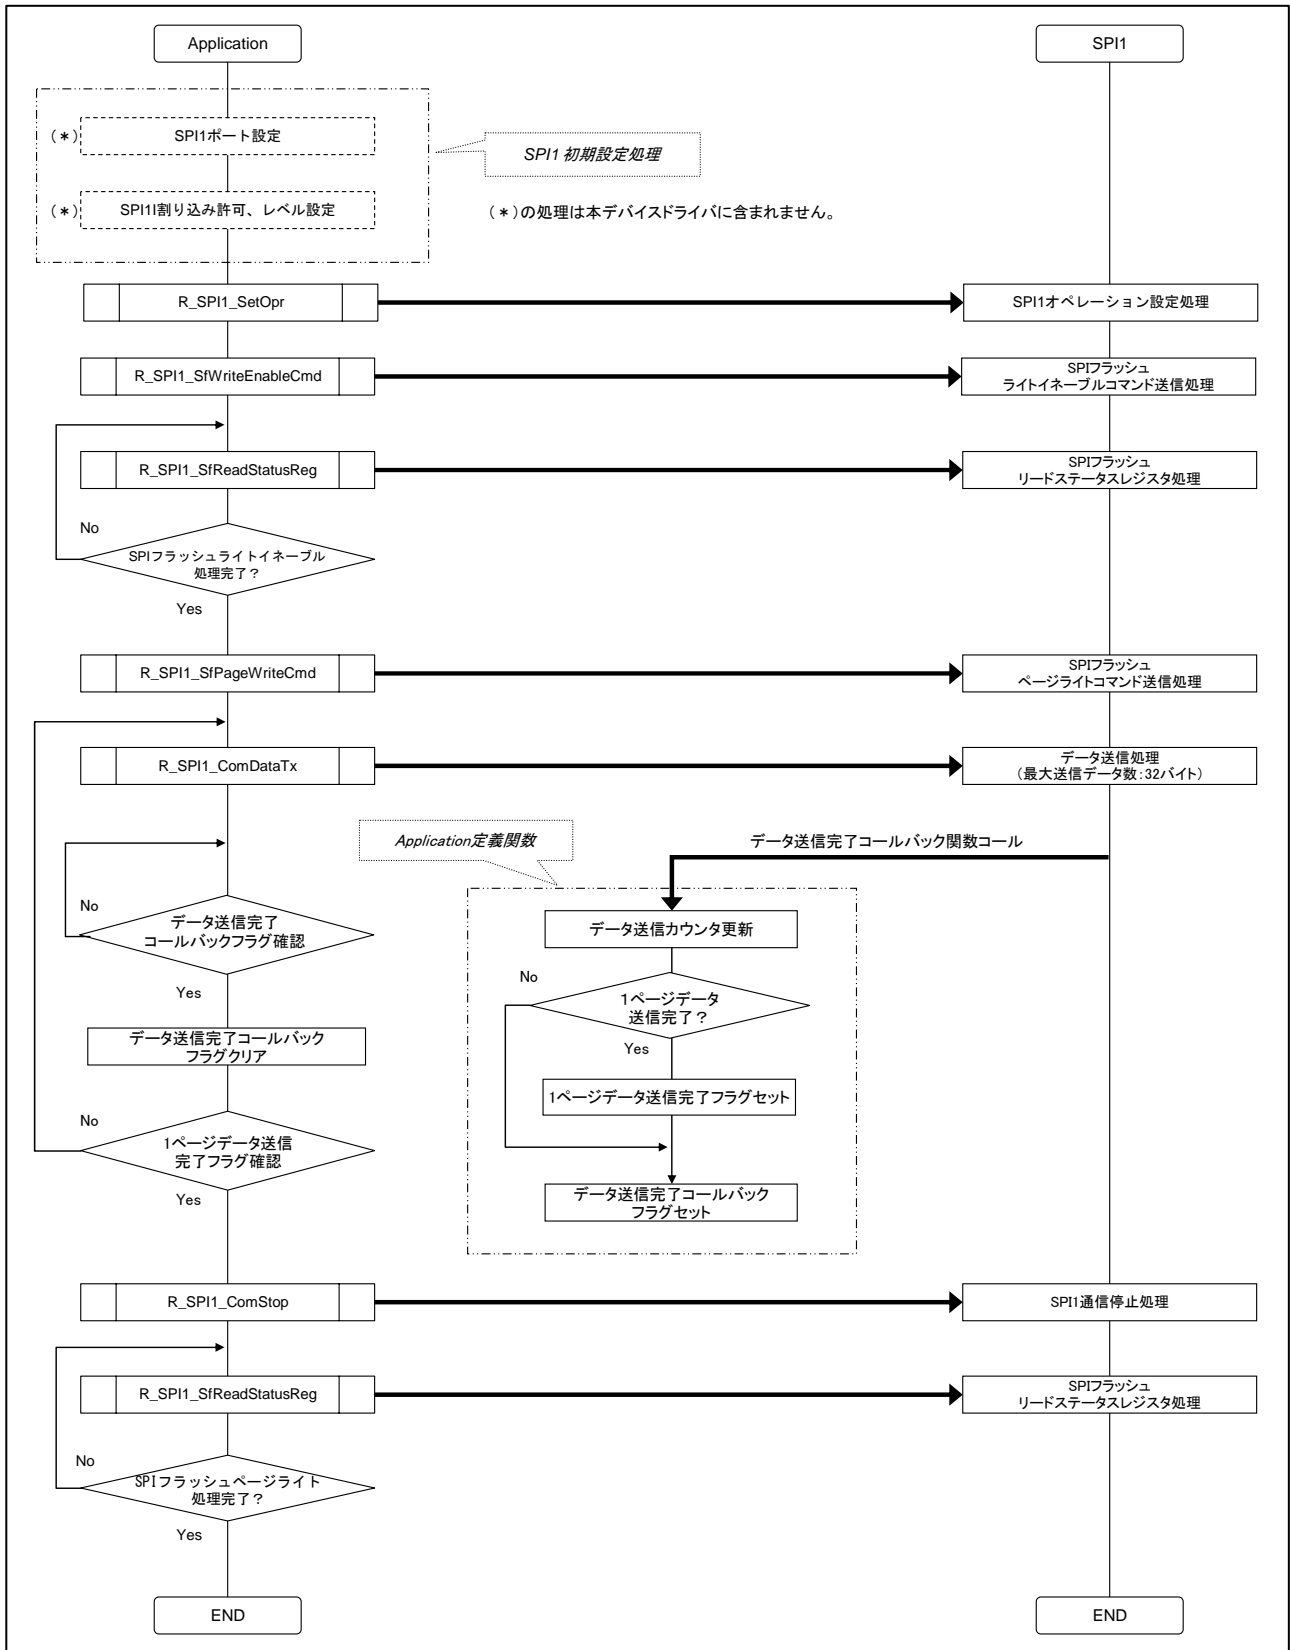 Application
SPI1
(*)
SPI1ポート設定
SPI1 初期設定処理
(*)
SPI1I割り込み許可、レベル設定
(*)の処理は本デバイスドライバに含まれません。
R_SPI1_SetOpr
SPI1オペレーション設定処理
R_SPI1_SfWriteEnableCmd
SPIフラッシュ
ライトイネーブルコマンド送信処理
R_SPI1_SfReadStatusReg
SPIフラッシュ
リードステータスレジスタ処理
No
SPIフラッシュライトイネーブル
処理完了？
Yes
R_SPI1_SfPageWriteCmd
SPIフラッシュ
ページライトコマンド送信処理
R_SPI1_ComDataTx
データ送信処理
(最大送信データ数:32バイト)
Application定義関数
データ送信完了コールバック関数コール
No
データ送信完了
コールバックフラグ確認
Yes
データ送信カウンタ更新
No
1ページデータ
送信完了？
Yes
データ送信完了コールバック
フラグクリア
1ページデータ送信完了フラグセット
No
1ページデータ送信
完了フラグ確認
Yes
データ送信完了コールバック
フラグセット
R_SPI1_ComStop
SPI1通信停止処理
R_SPI1_SfReadStatusReg
SPIフラッシュ
リードステータスレジスタ処理
No
SPIフラッシュページライト
処理完了？
Yes
END
END